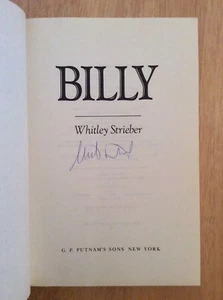 BILLY
Whitley Strieber
G. P. PUTNAM'S SONS NEW YORK